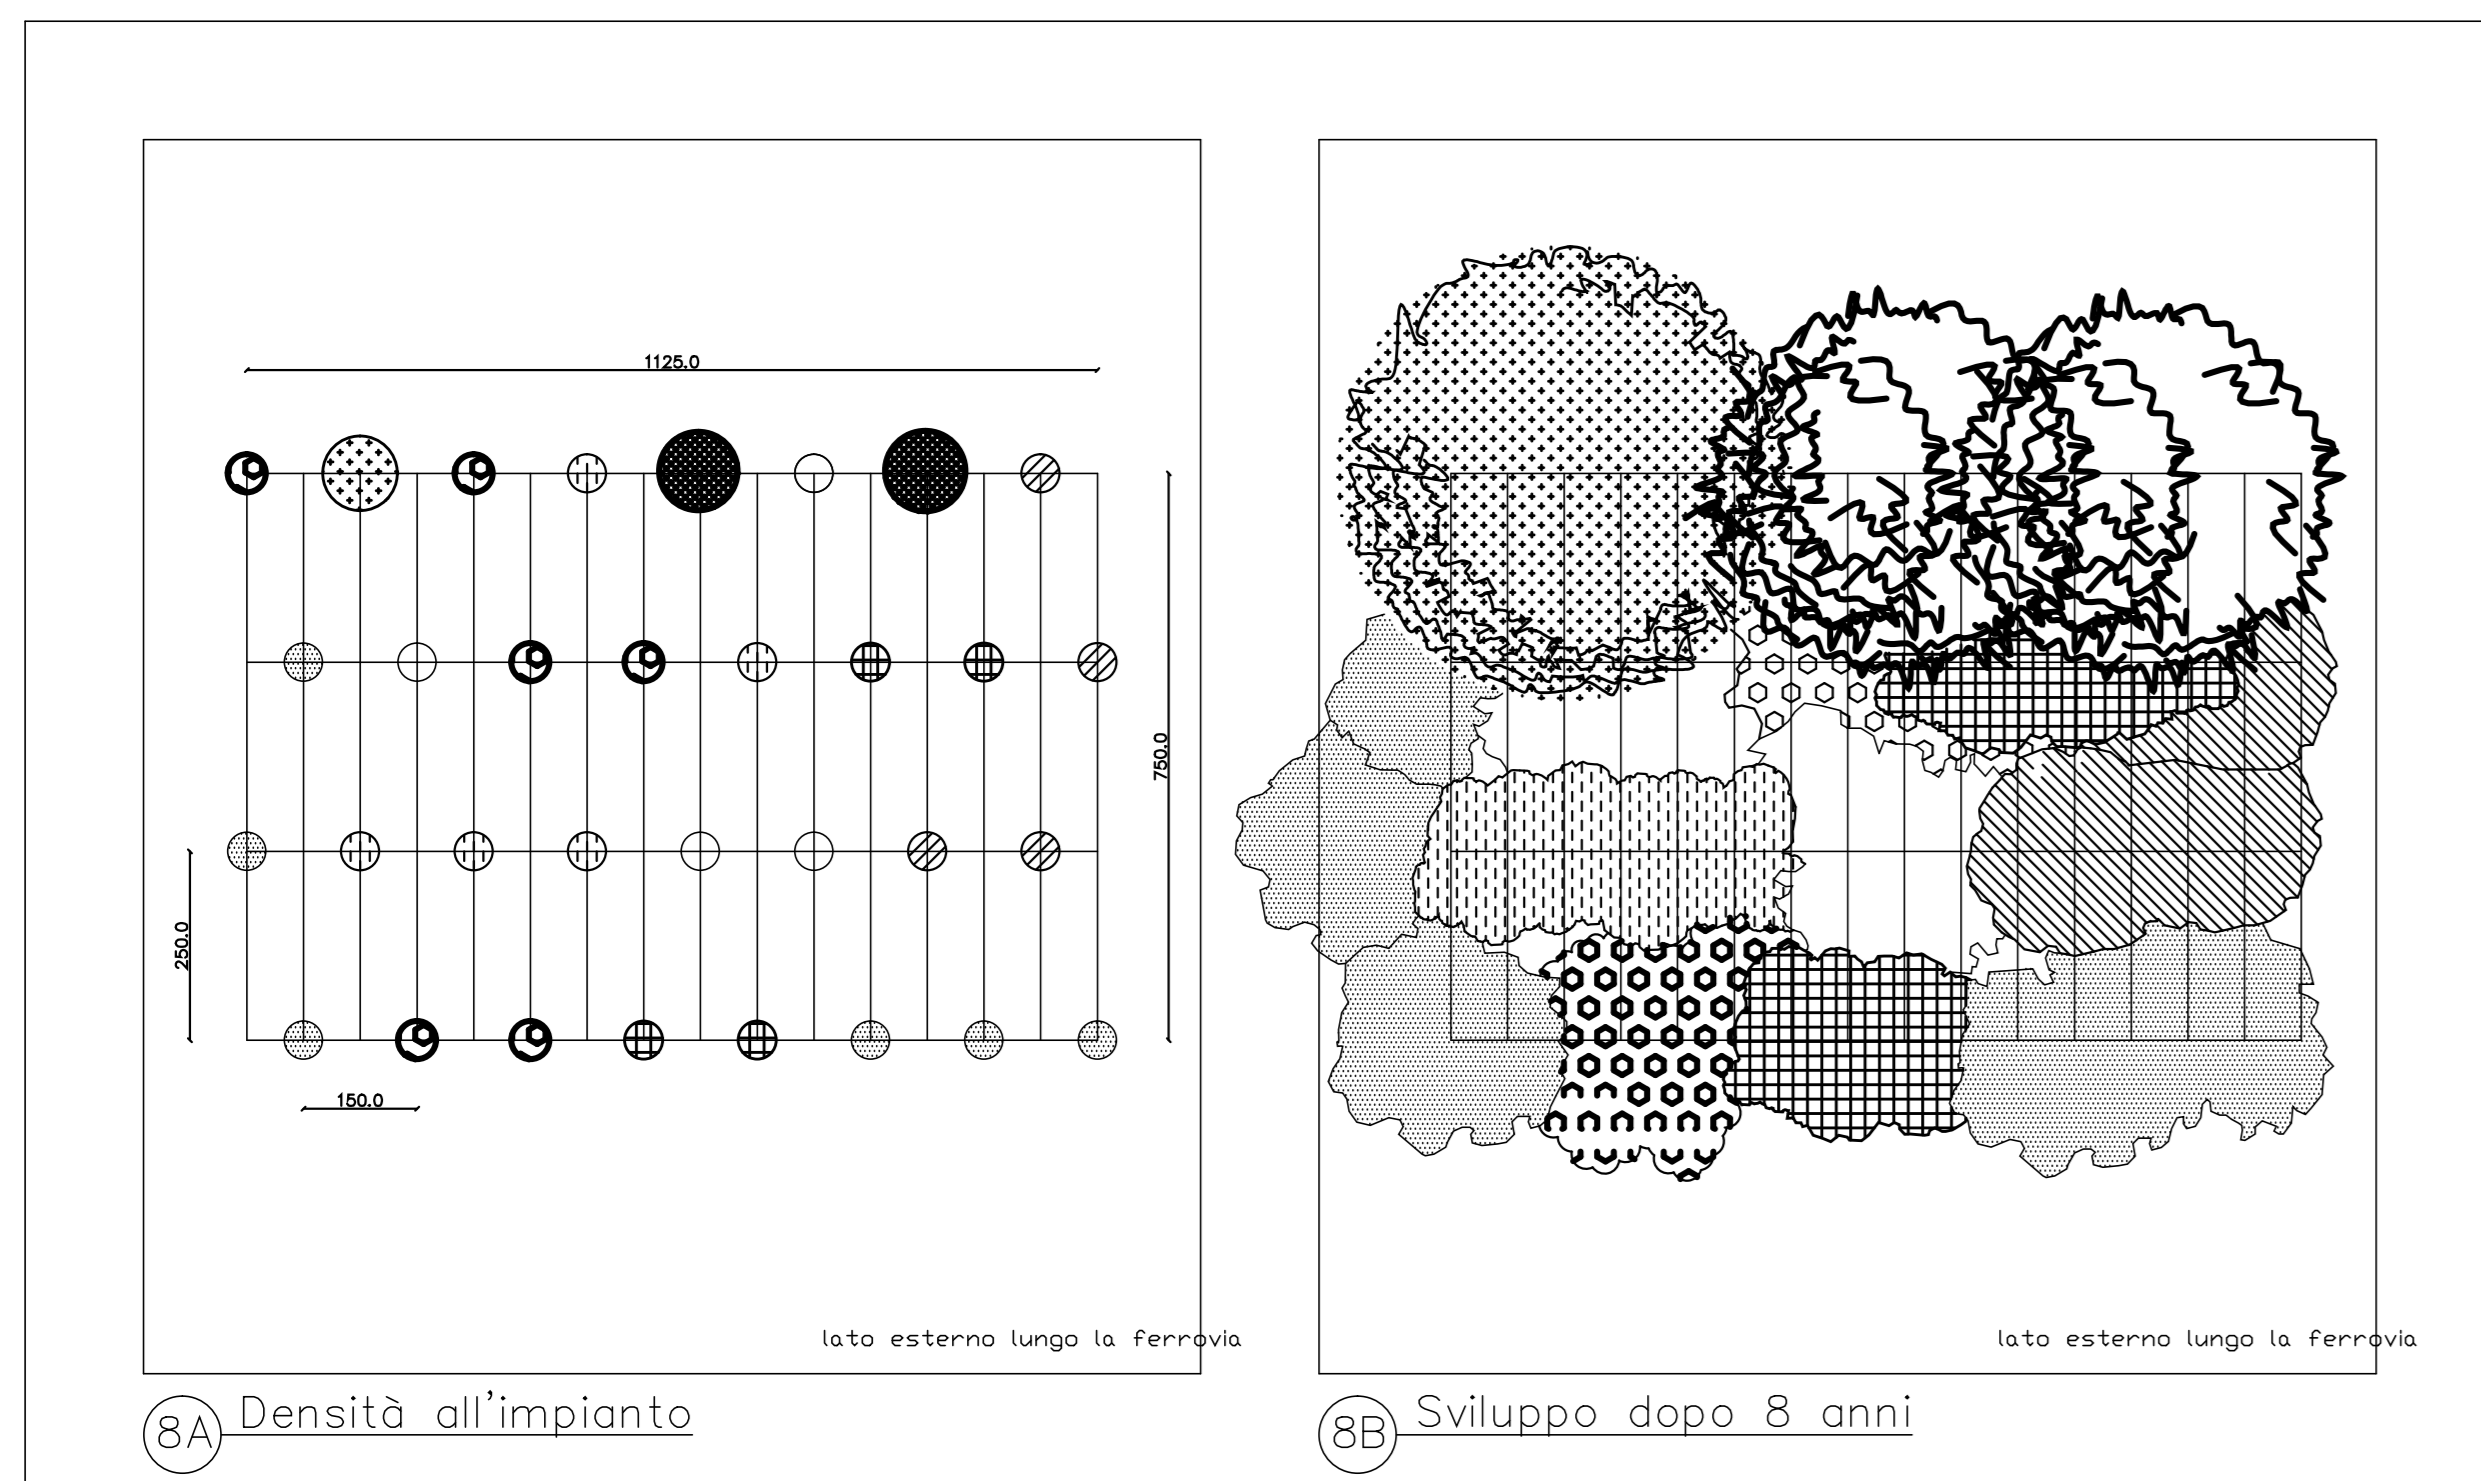 1125.0
750.0
250.0
150.0
lato esterno lungo la ferrovia
lato esterno lungo la ferrovia
8A Densità all'impianto
8B Sviluppo dopo 8 anni